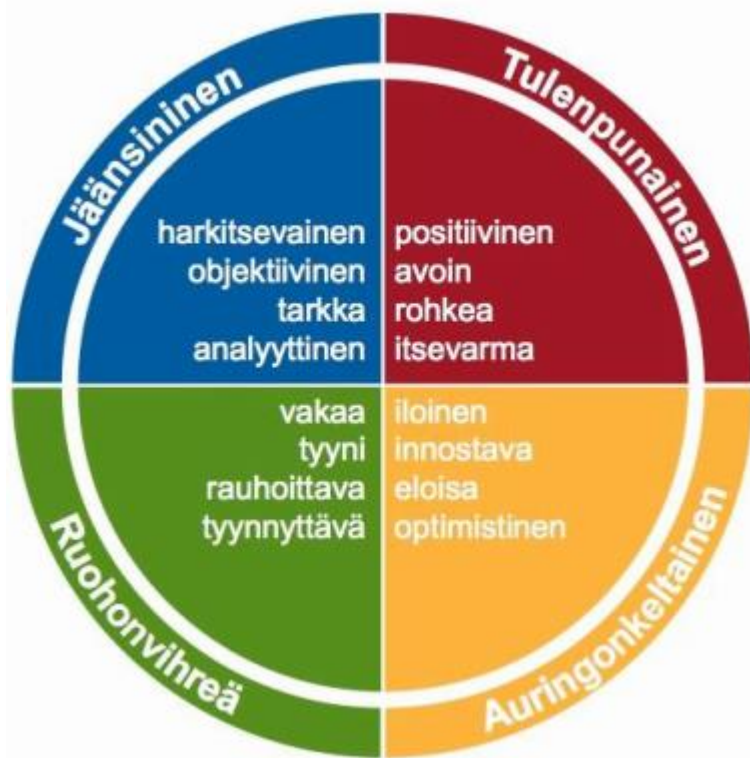 Jäänsininen
harkitsevainen
objektiivinen
tarkka
analyyttinen
Tulenpunainen
positiivinen
avoin
rohkea
itsevarma
Ruohonvihreä
vakaa
tyyni
rauhoittava
tyynnyttävä
Auringonkeltainen
iloinen
innostava
eloisa
optimistinen